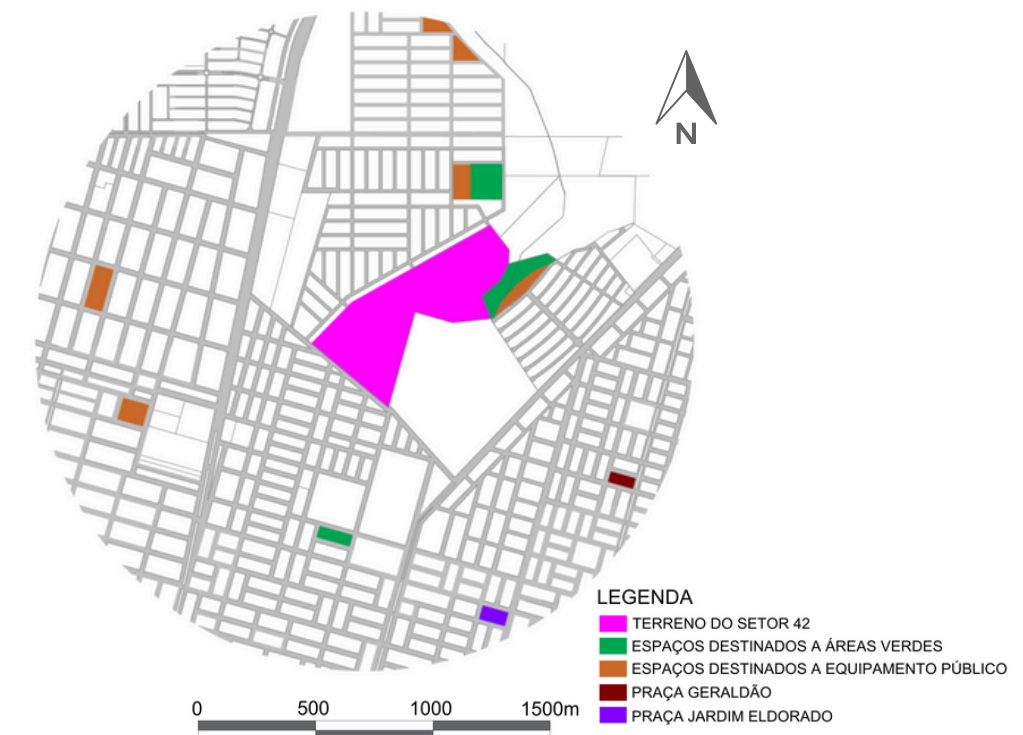 N
LEGENDA
TERRENO DO SETOR 42
ESPAÇOS DESTINADOS A ÁREAS VERDES
ESPAÇOS DESTINADOS A EQUIPAMENTO PÚBLICO
PRAÇA GERALDÃO
PRAÇA JARDIM ELDORADO
0 500 1000 1500m